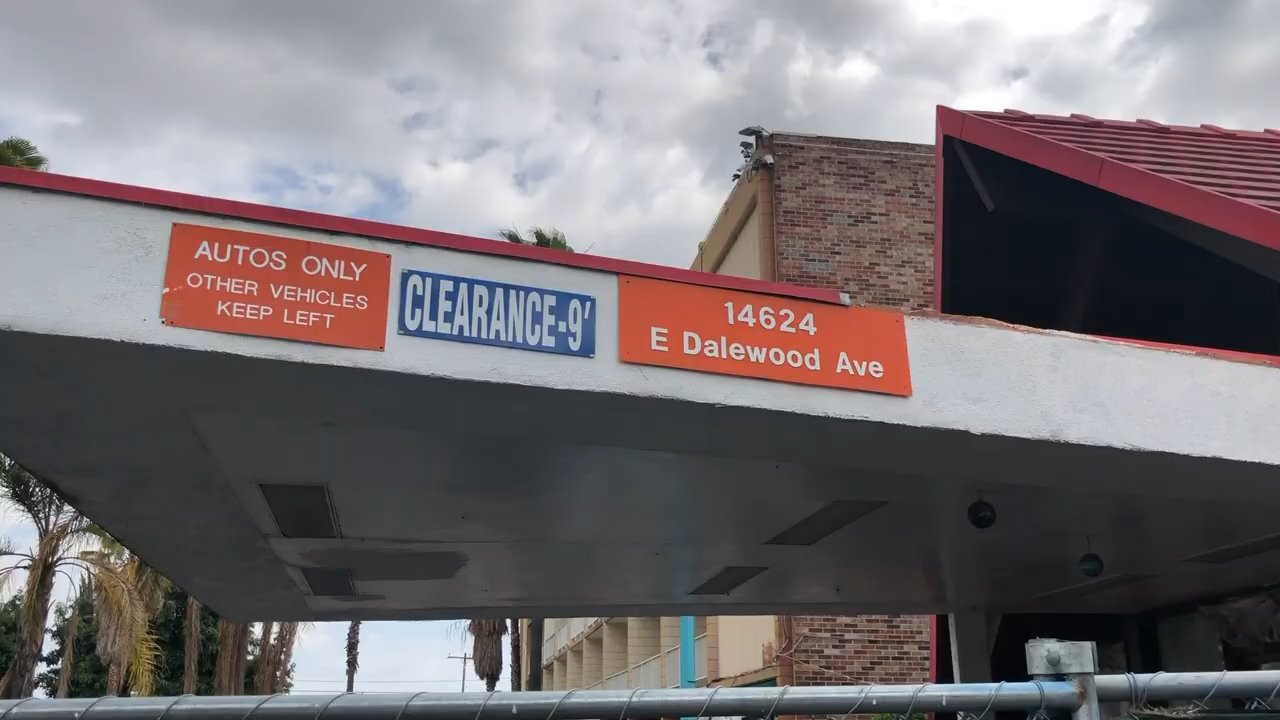 AUTOS ONLY
OTHER VEHICLES
KEEP LEFT
CLEARANCE-9'
14624
E Dalewood Ave